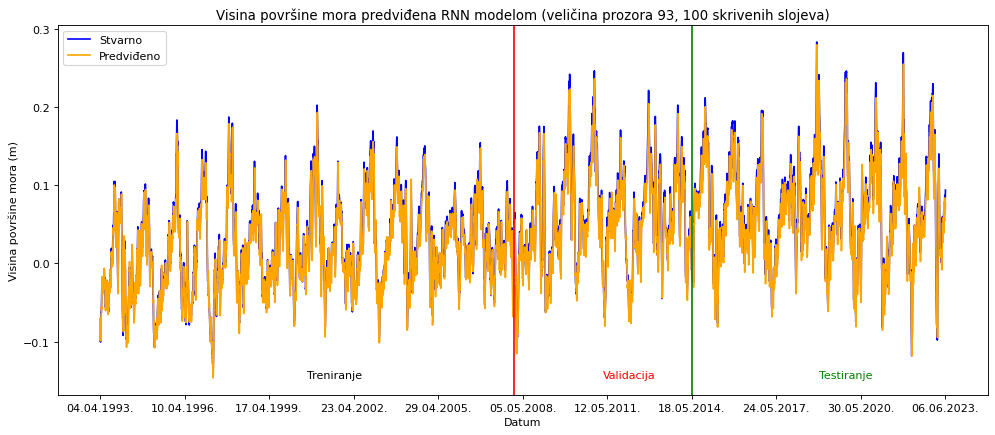 Visina površine mora predviđena RNN modelom (veličina prozora 93, 100 skrivenih slojeva)
Stvarno
Predviđeno
0.3
0.2
0.1
0.0
−0.1
Visina površine mora (m)
Treniranje
Validacija
Testiranje
04.04.1993.
10.04.1996.
17.04.1999.
23.04.2002.
29.04.2005.
05.05.2008.
12.05.2011.
18.05.2014.
24.05.2017.
30.05.2020.
06.06.2023.
Datum